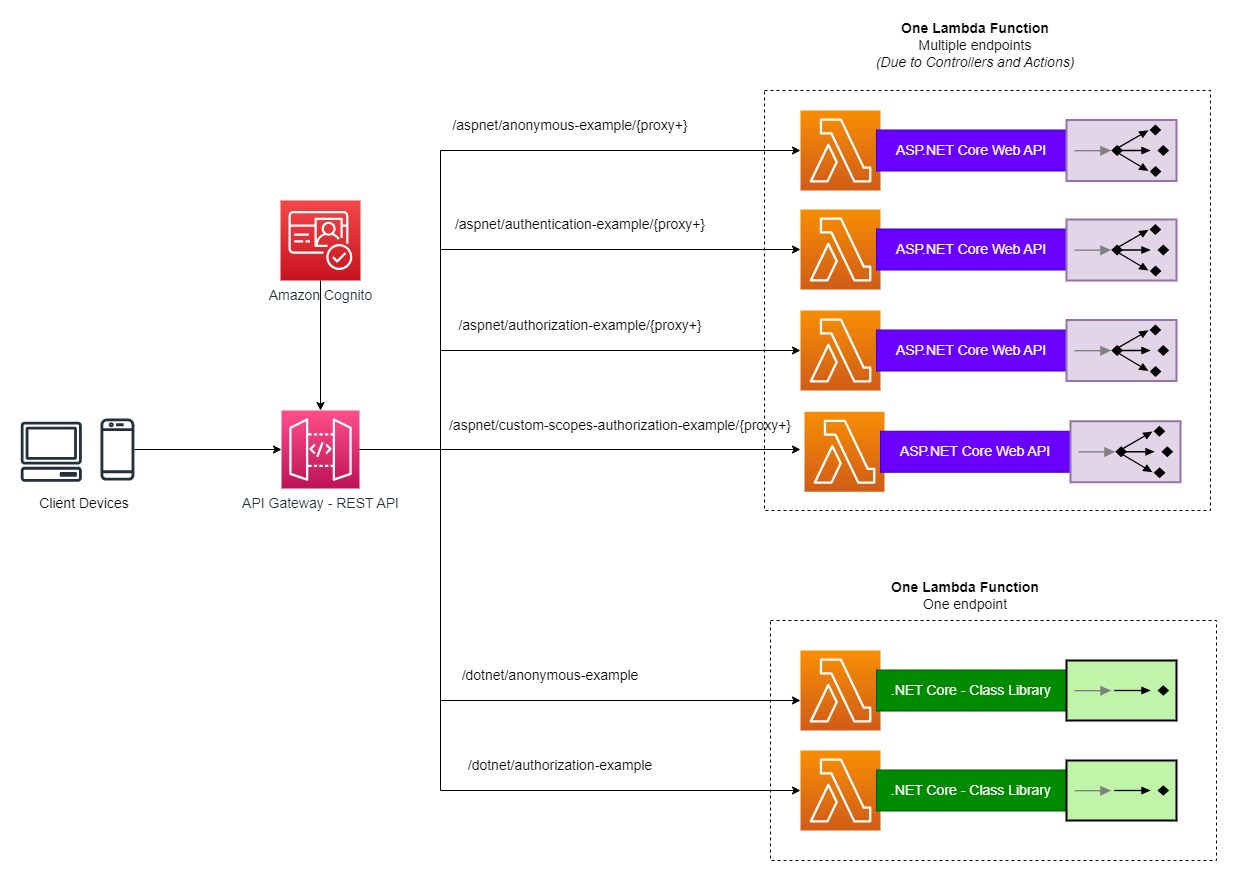 One Lambda Function
Multiple endpoints
(Due to Controllers and Actions)
/aspnet/anonymous-example/{proxy+}
ASP.NET Core Web API
/aspnet/authentication-example/{proxy+}
ASP.NET Core Web API
Amazon Cognito
/aspnet/authorization-example/{proxy+}
ASP.NET Core Web API
/aspnet/custom-scopes-authorization-example/{proxy+}
ASP.NET Core Web API
</>
Client Devices
API Gateway - REST API
One Lambda Function
One endpoint
/dotnet/anonymous-example
.NET Core - Class Library
/dotnet/authorization-example
.NET Core - Class Library